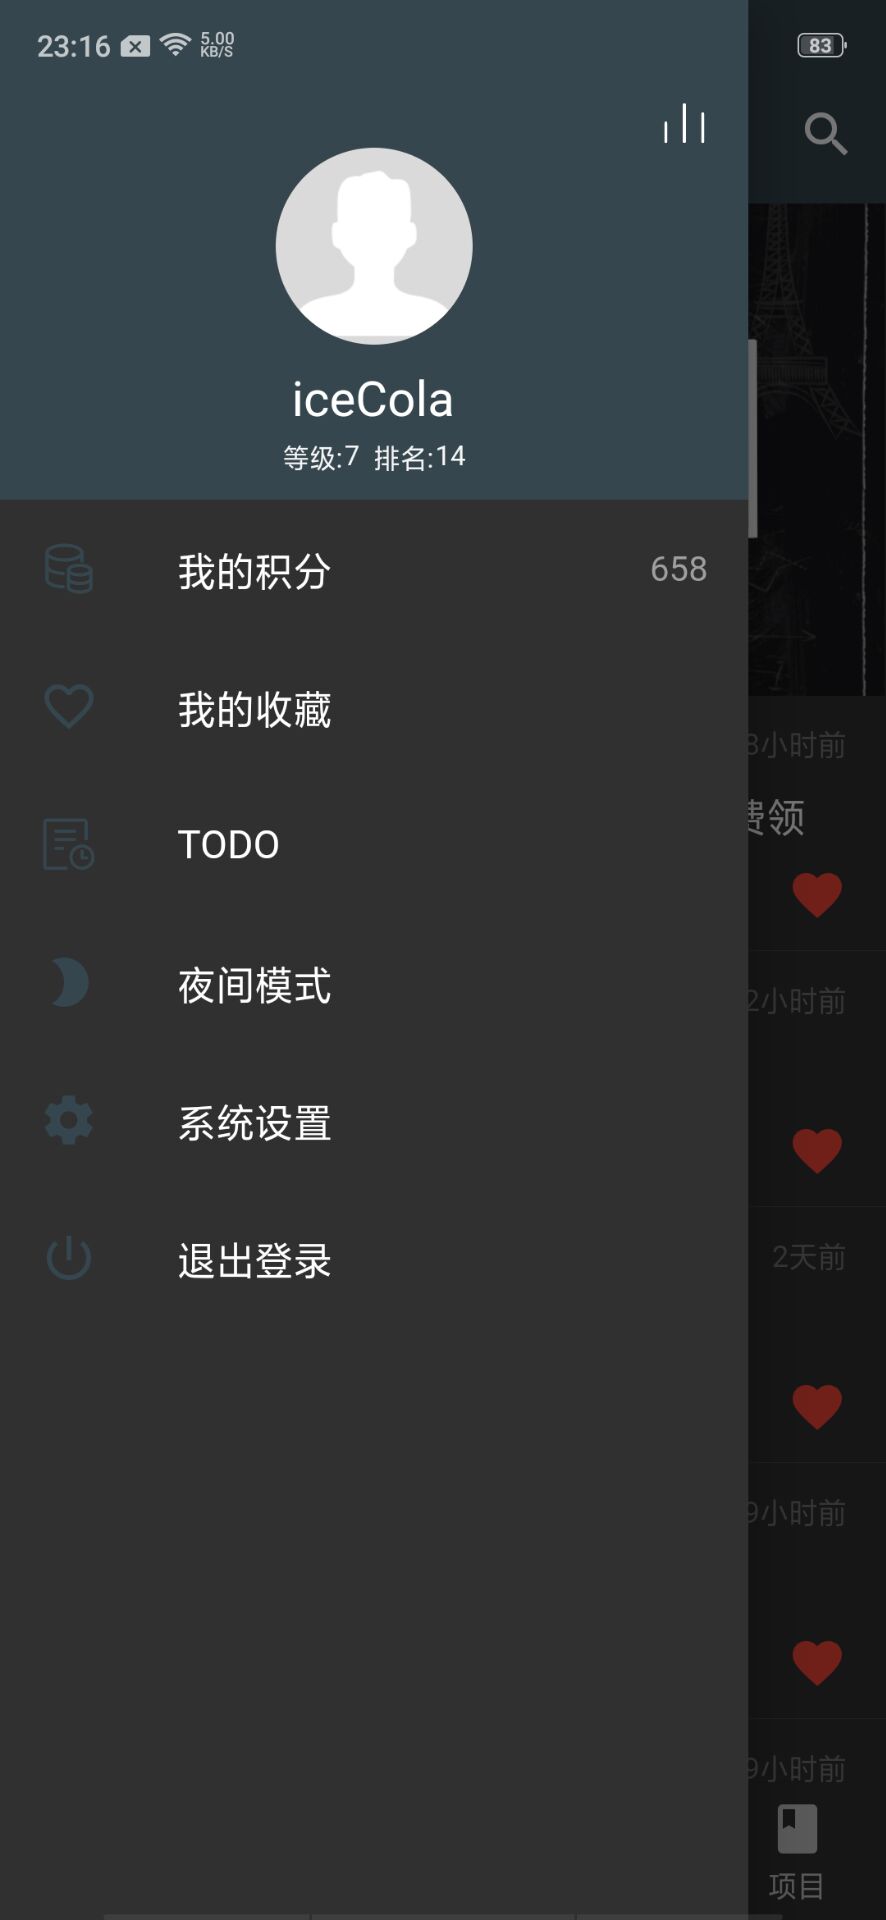 23:16 5.00 KB/S 83
iceCola
等级:7 排名:14
我的积分 658
我的收藏
TODO
夜间模式
系统设置
退出登录
8小时前
费领
2小时前
2天前
9小时前
9小时前
项目